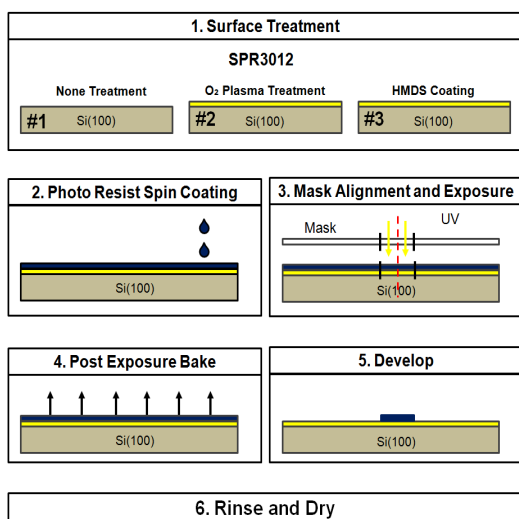 1. Surface Treatment
SPR3012
None Treatment
O₂ Plasma Treatment
HMDS Coating
#1 Si(100)
#2 Si(100)
#3 Si(100)
2. Photo Resist Spin Coating
Si(100)
3. Mask Alignment and Exposure
Mask
UV
Si(100)
4. Post Exposure Bake
Si(100)
5. Develop
Si(100)
6. Rinse and Dry